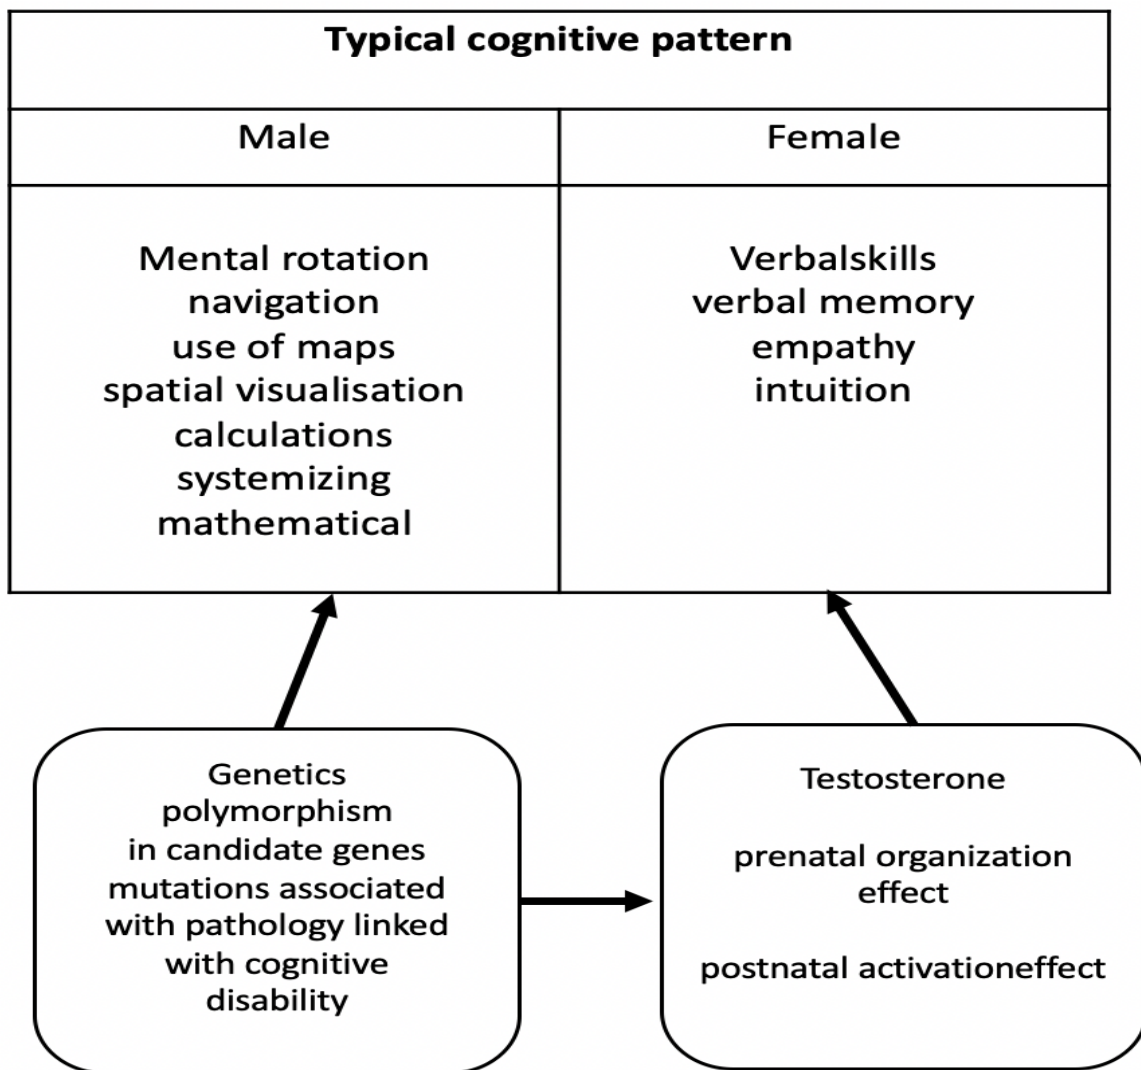 Typical cognitive pattern
Male
Female
Mental rotation
navigation
use of maps
spatial visualisation
calculations
systemizing
mathematical
Verbalskills
verbal memory
empathy
intuition
Genetics
polymorphism
in candidate genes
mutations associated
with pathology linked
with cognitive
disability
Testosterone
prenatal organization
effect
postnatal activationeffect